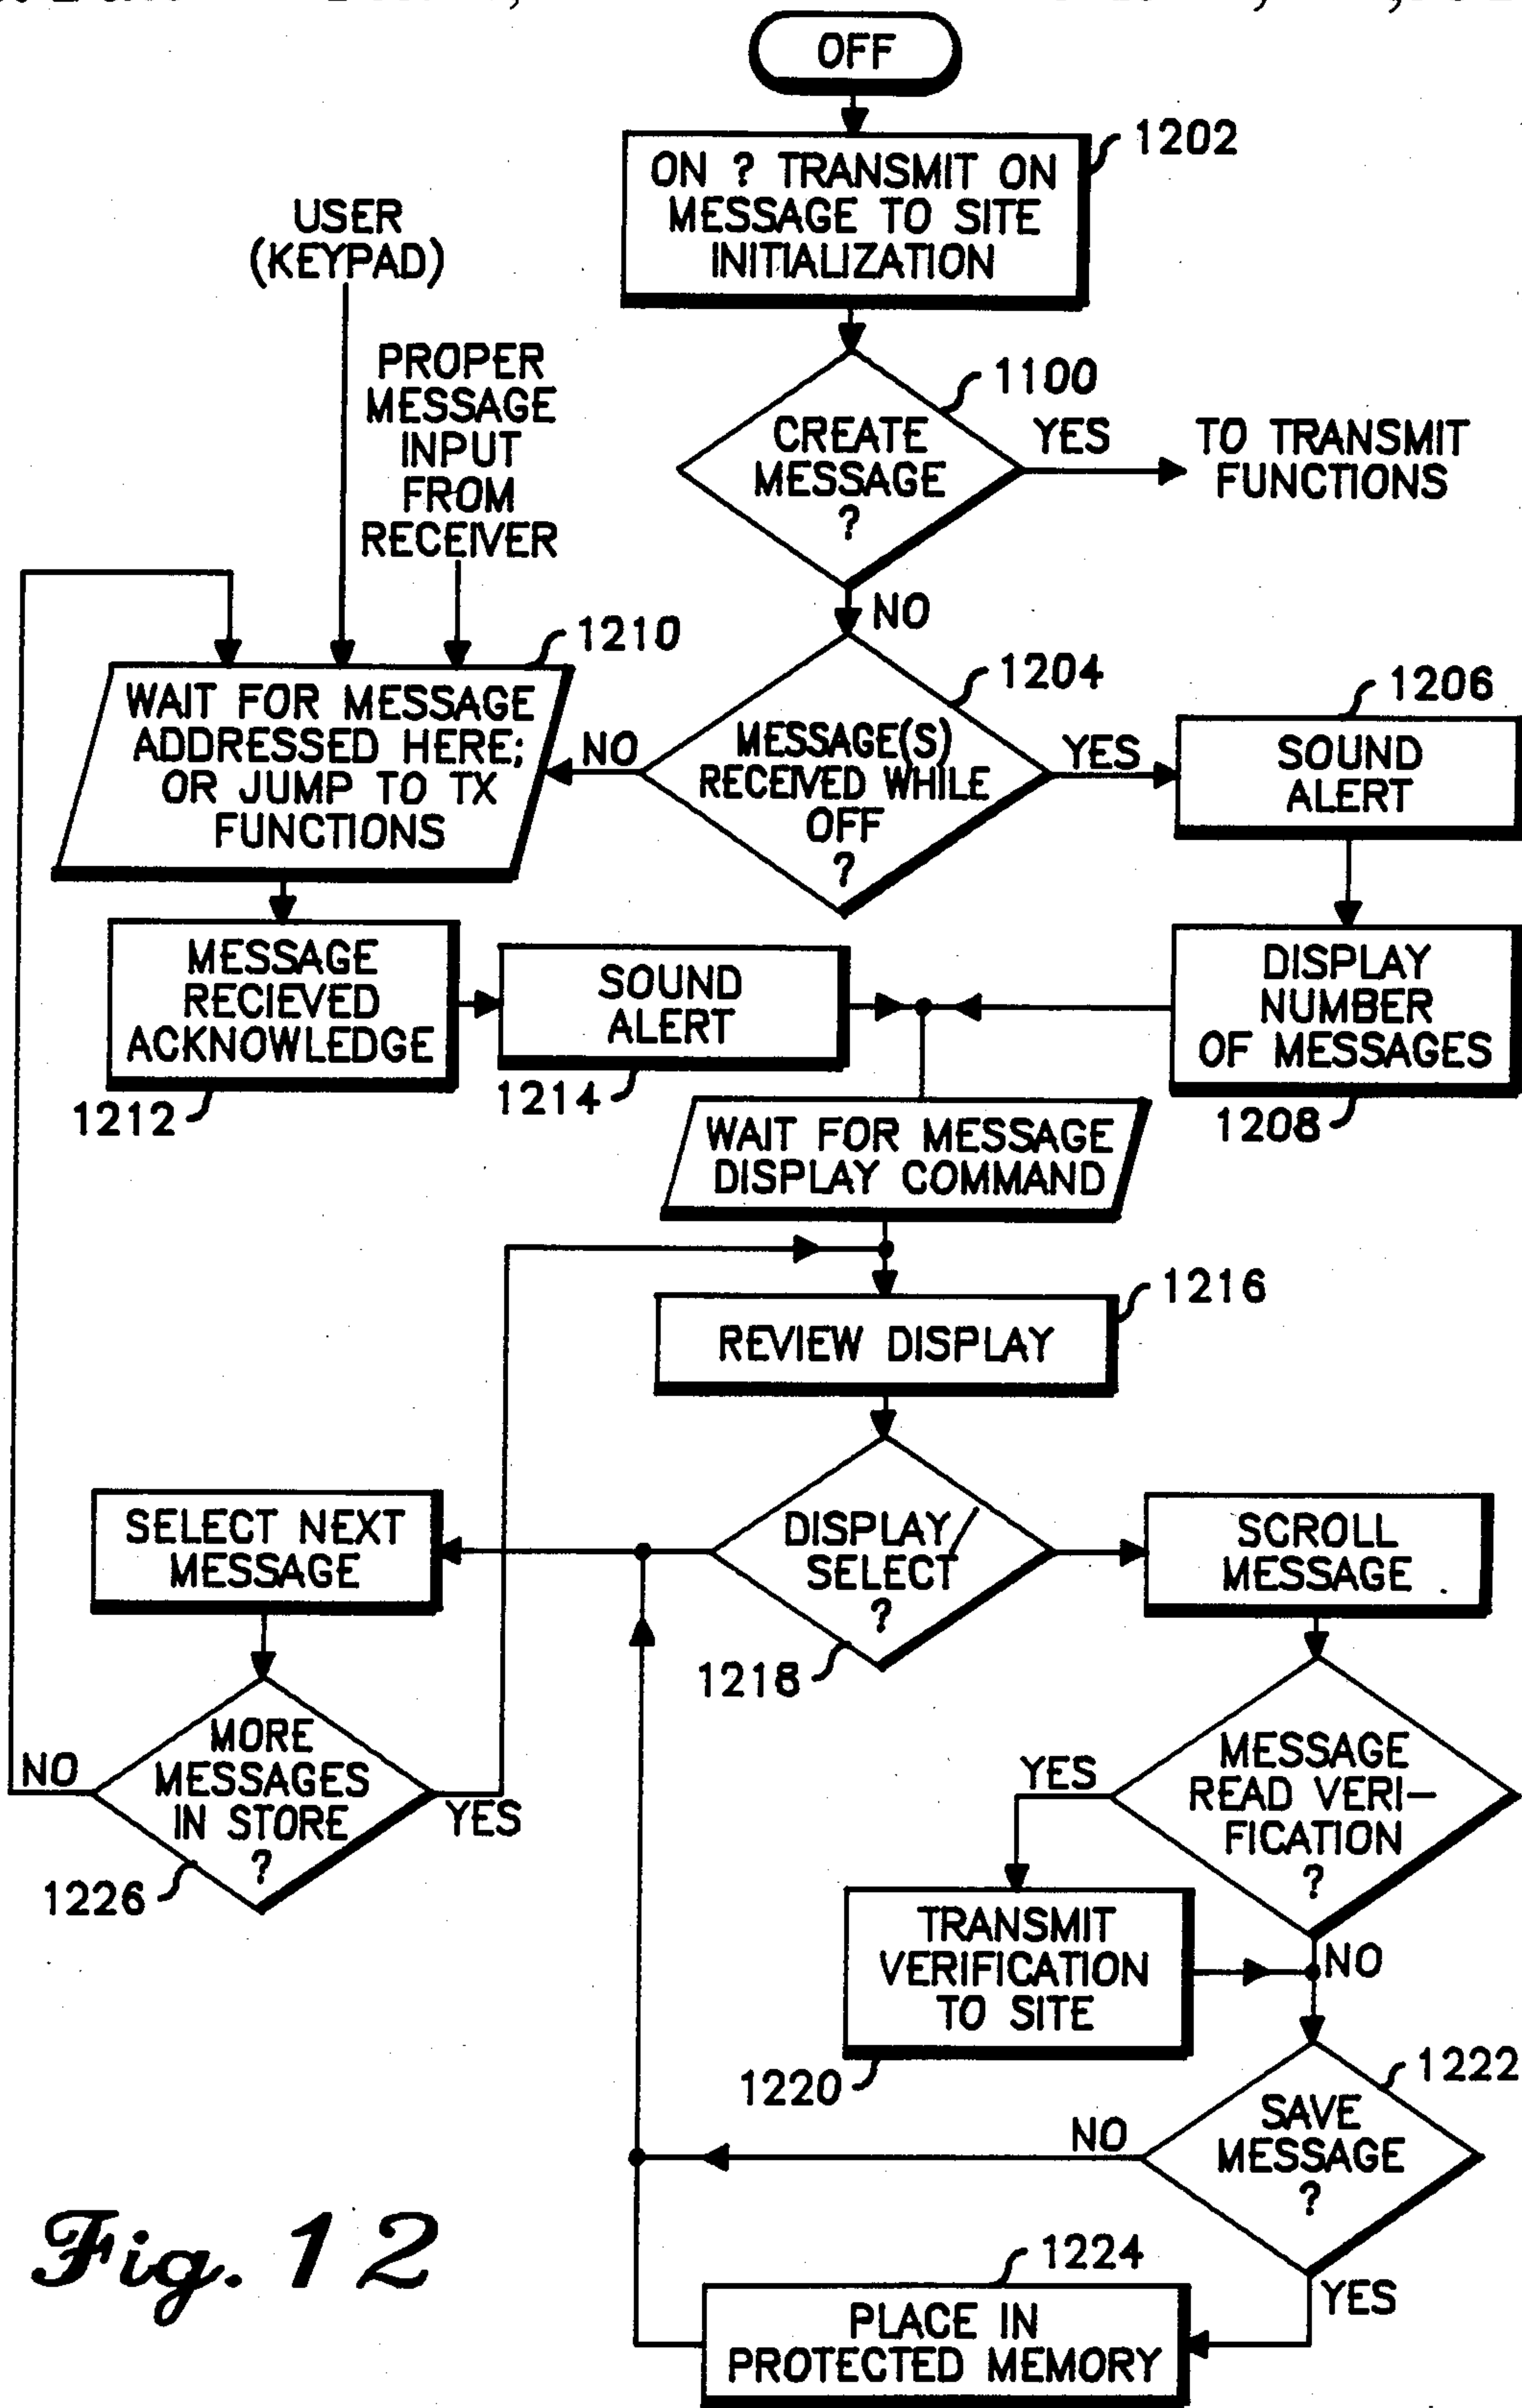 OFF
1202
ON ? TRANSMIT ON
MESSAGE TO SITE
INITIALIZATION
USER
(KEYPAD)
PROPER
MESSAGE
INPUT
FROM
RECEIVER
1100
CREATE
MESSAGE
?
YES
TO TRANSMIT
FUNCTIONS
NO
1210
WAIT FOR MESSAGE
ADDRESSED HERE;
OR JUMP TO TX
FUNCTIONS
NO
1204
MESSAGE(S)
RECEIVED WHILE
OFF
?
YES
1206
SOUND
ALERT
MESSAGE
RECIEVED
ACKNOWLEDGE
1212
SOUND
ALERT
1214
DISPLAY
NUMBER
OF MESSAGES
1208
WAIT FOR MESSAGE
DISPLAY COMMAND
1216
REVIEW DISPLAY
DISPLAY /
SELECT
?
1218
SELECT NEXT
MESSAGE
SCROLL
MESSAGE
NO
MORE
MESSAGES
IN STORE
?
YES
1226
YES
MESSAGE
READ VERI-
FICATION
?
NO
TRANSMIT
VERIFICATION
TO SITE
1220
1222
SAVE
MESSAGE
?
NO
YES
1224
PLACE IN
PROTECTED MEMORY
Fig. 12